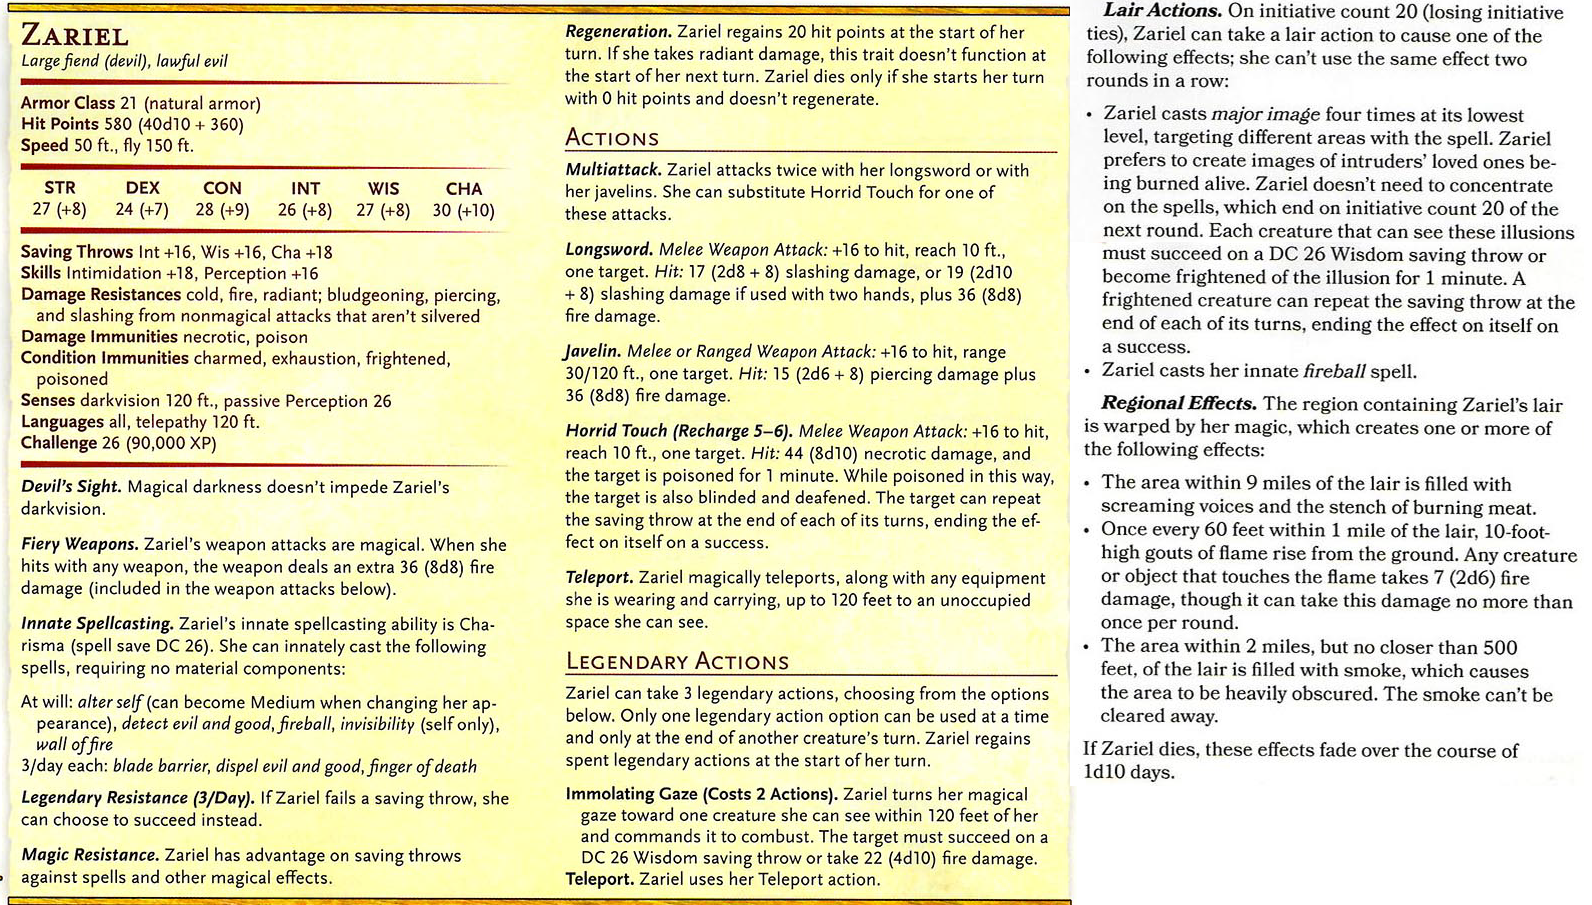 ZARIEL
Large fiend (devil), lawful evil
Armor Class 21 (natural armor)
Hit Points 580 (40d10 + 360)
Speed 50 ft., fly 150 ft.
STR DEX CON INT WIS CHA
27 (+8) 24 (+7) 28 (+9) 26 (+8) 27 (+8) 30 (+10)
Saving Throws Int +16, Wis +16, Cha +18
Skills Intimidation +18, Perception +16
Damage Resistances cold, fire, radiant; bludgeoning, piercing,
and slashing from nonmagical attacks that aren't silvered
Damage Immunities necrotic, poison
Condition Immunities charmed, exhaustion, frightened,
poisoned
Senses darkvision 120 ft., passive Perception 26
Languages all, telepathy 120 ft.
Challenge 26 (90,000 XP)
Devil's Sight. Magical darkness doesn't impede Zariel's
darkvision.
Fiery Weapons. Zariel's weapon attacks are magical. When she
hits with any weapon, the weapon deals an extra 36 (8d8) fire
damage (included in the weapon attacks below).
Innate Spellcasting. Zariel's innate spellcasting ability is Cha-
risma (spell save DC 26). She can innately cast the following
spells, requiring no material components:
At will: alter self (can become Medium when changing her ap-
pearance), detect evil and good, fireball, invisibility (self only),
wall of fire
3/day each: blade barrier, dispel evil and good, finger of death
Legendary Resistance (3/Day). If Zariel fails a saving throw, she
can choose to succeed instead.
Magic Resistance. Zariel has advantage on saving throws
against spells and other magical effects.
Regeneration. Zariel regains 20 hit points at the start of her
turn. If she takes radiant damage, this trait doesn't function at
the start of her next turn. Zariel dies only if she starts her turn
with 0 hit points and doesn't regenerate.
ACTIONS
Multiattack. Zariel attacks twice with her longsword or with
her javelins. She can substitute Horrid Touch for one of
these attacks.
Longsword. Melee Weapon Attack: +16 to hit, reach 10 ft.,
one target. Hit: 17 (2d8 + 8) slashing damage, or 19 (2d10
+ 8) slashing damage if used with two hands, plus 36 (8d8)
fire damage.
Javelin. Melee or Ranged Weapon Attack: +16 to hit, range
30/120 ft., one target. Hit: 15 (2d6 + 8) piercing damage plus
36 (8d8) fire damage.
Horrid Touch (Recharge 5–6). Melee Weapon Attack: +16 to hit,
reach 10 ft., one target. Hit: 44 (8d10) necrotic damage, and
the target is poisoned for 1 minute. While poisoned in this way,
the target is also blinded and deafened. The target can repeat
the saving throw at the end of each of its turns, ending the ef-
fect on itself on a success.
Teleport. Zariel magically teleports, along with any equipment
she is wearing and carrying, up to 120 feet to an unoccupied
space she can see.
LEGENDARY ACTIONS
Zariel can take 3 legendary actions, choosing from the options
below. Only one legendary action option can be used at a time
and only at the end of another creature's turn. Zariel regains
spent legendary actions at the start of her turn.
Immolating Gaze (Costs 2 Actions). Zariel turns her magical
gaze toward one creature she can see within 120 feet of her
and commands it to combust. The target must succeed on a
DC 26 Wisdom saving throw or take 22 (4d10) fire damage.
Teleport. Zariel uses her Teleport action.
Lair Actions. On initiative count 20 (losing initiative
ties), Zariel can take a lair action to cause one of the
following effects; she can't use the same effect two
rounds in a row:
• Zariel casts major image four times at its lowest
level, targeting different areas with the spell. Zariel
prefers to create images of intruders' loved ones be-
ing burned alive. Zariel doesn't need to concentrate
on the spells, which end on initiative count 20 of the
next round. Each creature that can see these illusions
must succeed on a DC 26 Wisdom saving throw or
become frightened of the illusion for 1 minute. A
frightened creature can repeat the saving throw at the
end of each of its turns, ending the effect on itself on
a success.
• Zariel casts her innate fireball spell.
Regional Effects. The region containing Zariel's lair
is warped by her magic, which creates one or more of
the following effects:
• The area within 9 miles of the lair is filled with
screaming voices and the stench of burning meat.
• Once every 60 feet within 1 mile of the lair, 10-foot-
high gouts of flame rise from the ground. Any creature
or object that touches the flame takes 7 (2d6) fire
damage, though it can take this damage no more than
once per round.
• The area within 2 miles, but no closer than 500
feet, of the lair is filled with smoke, which causes
the area to be heavily obscured. The smoke can't be
cleared away.
If Zariel dies, these effects fade over the course of
1d10 days.